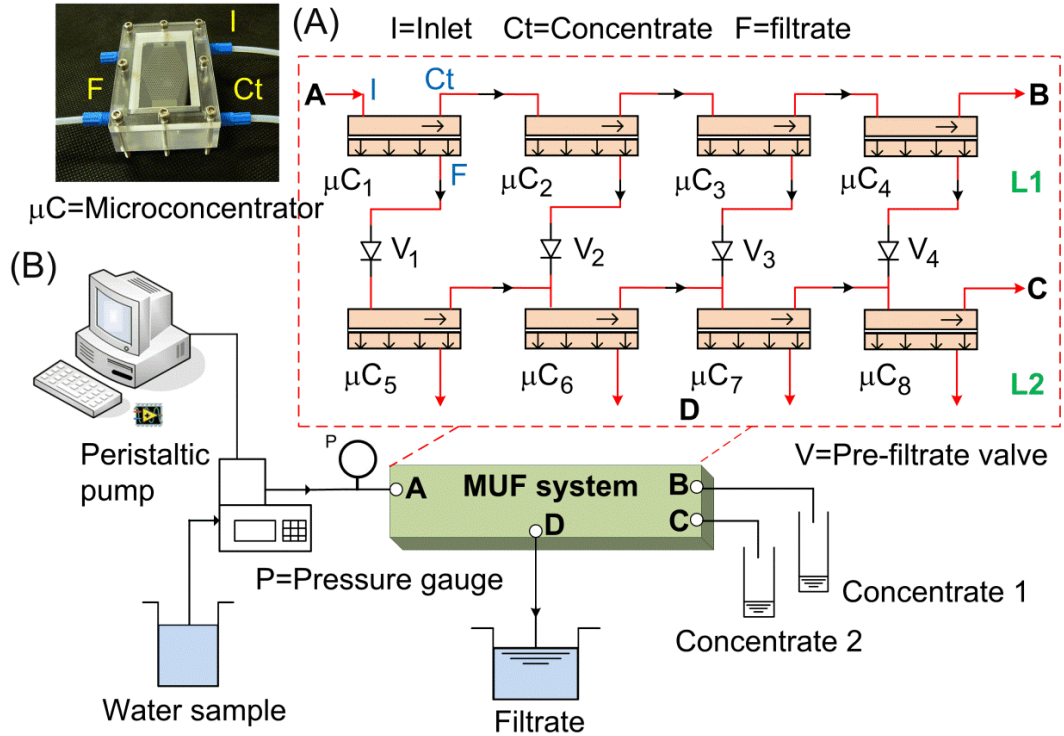 (A) I=Inlet Ct=Concentrate F=filtrate
I
F
Ct
A I Ct B
F
μC1 μC2 μC3 μC4 L1
μC=Microconcentrator
V1 V2 V3 V4
C
μC5 μC6 μC7 μC8 L2
D
(B)
Peristaltic
pump
P
V=Pre-filtrate valve
A MUF system B
D C
P=Pressure gauge
Concentrate 1
Concentrate 2
Water sample
Filtrate